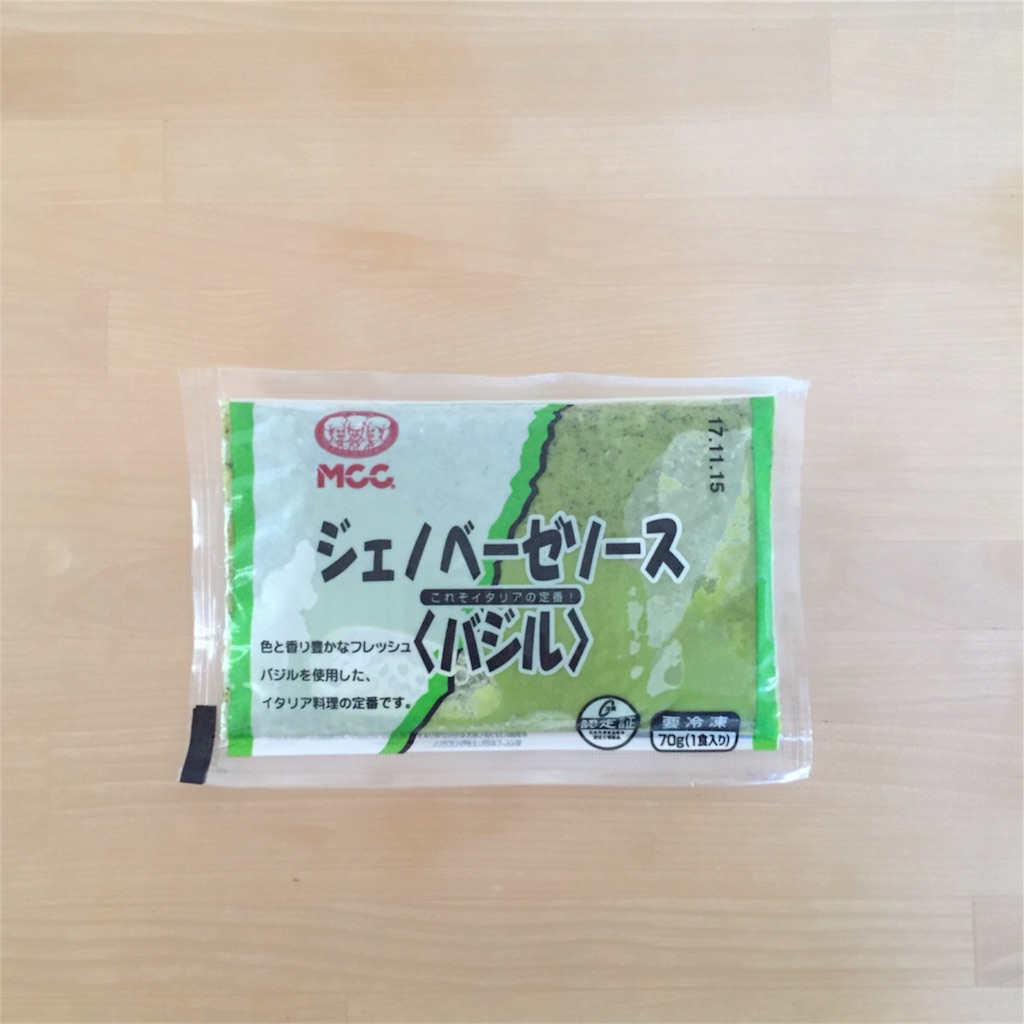 MCC
17.11.15
ジェノベーゼソース
これぞイタリアの定番!
〈バジル〉
色と香り豊かなフレッシュ
バジルを使用した、
イタリア料理の定番です。
認定証
要冷凍
70g(1食入り)